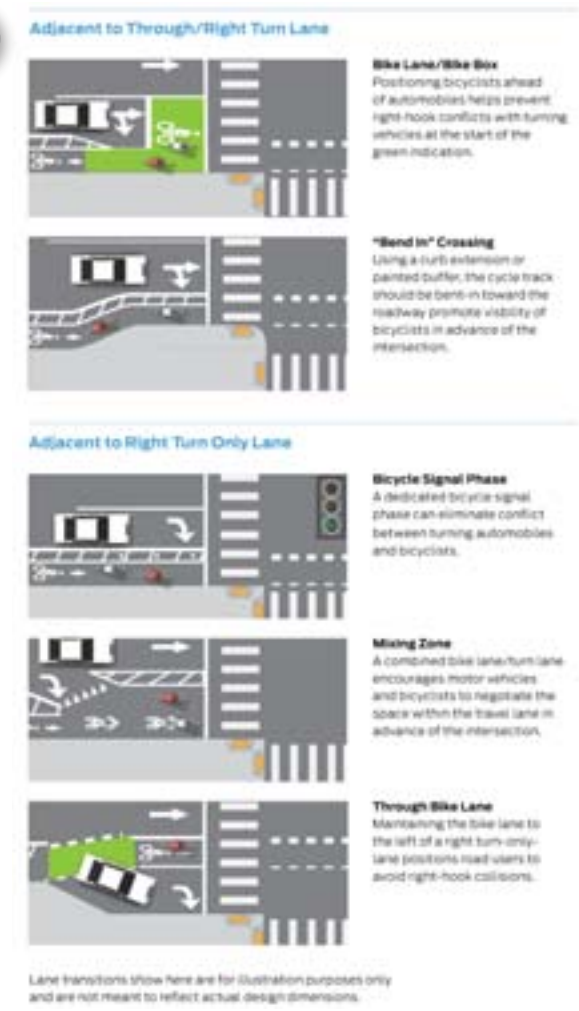 Adjacent to Through/Right Turn Lane
Bike Lane/Bike Box
Positioning bicyclists ahead
of automobiles helps prevent
right-hook conflicts with turning
vehicles at the start of the
green indication.
"Bend In" Crossing
Using a curb extension or
painted buffer, the cycle track
should be bent-in toward the
roadway promote visibility of
bicyclists in advance of the
intersection.
Adjacent to Right Turn Only Lane
Bicycle Signal Phase
A dedicated bicycle signal
phase can eliminate conflict
between turning automobiles
and bicyclists.
Mixing Zone
A combined bike lane/turn lane
encourages motor vehicles
and bicyclists to negotiate the
space within the travel lane in
advance of the intersection.
Through Bike Lane
Maintaining the bike lane to
the left of a right turn-only-
lane positions road users to
avoid right-hook collisions.
Lane transitions show here are for illustration purposes only
and are not meant to reflect actual design dimensions.